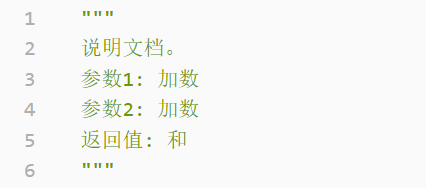 1 """
2 说明文档。
3 参数1: 加数
4 参数2: 加数
5 返回值: 和
6 """